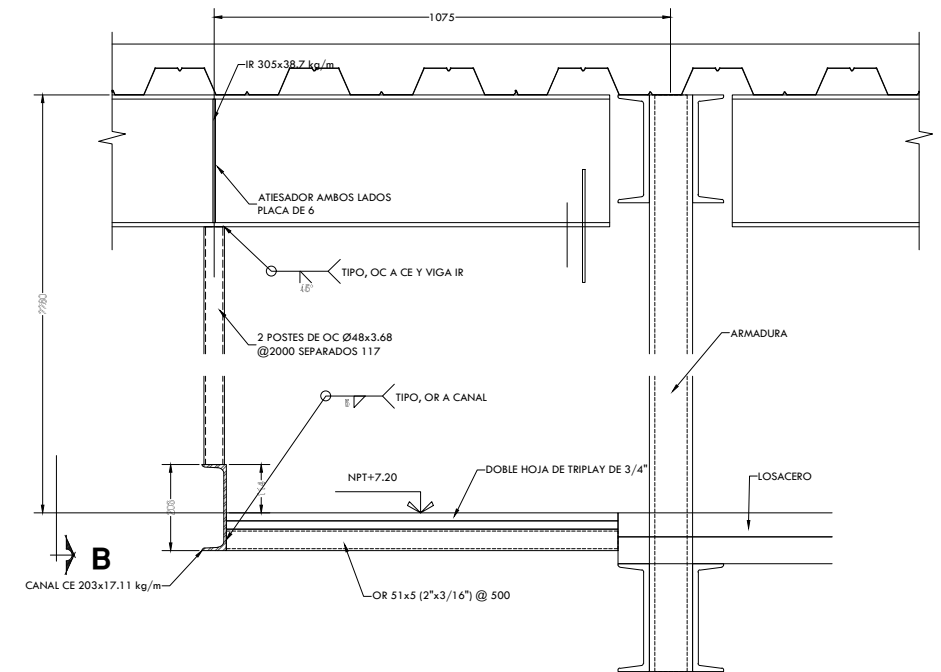 1075
IR 305x38.7 kg/m
ATIESADOR AMBOS LADOS
PLACA DE 6
TIPO, OC A CE Y VIGA IR
2280
2 POSTES DE OC Ø48x3.68
@2000 SEPARADOS 117
ARMADURA
TIPO, OR A CANAL
NPT+7.20
DOBLE HOJA DE TRIPLAY DE 3/4"
LOSACERO
B
CANAL CE 203x17.11 kg/m
OR 51x5 (2"x3/16") @ 500